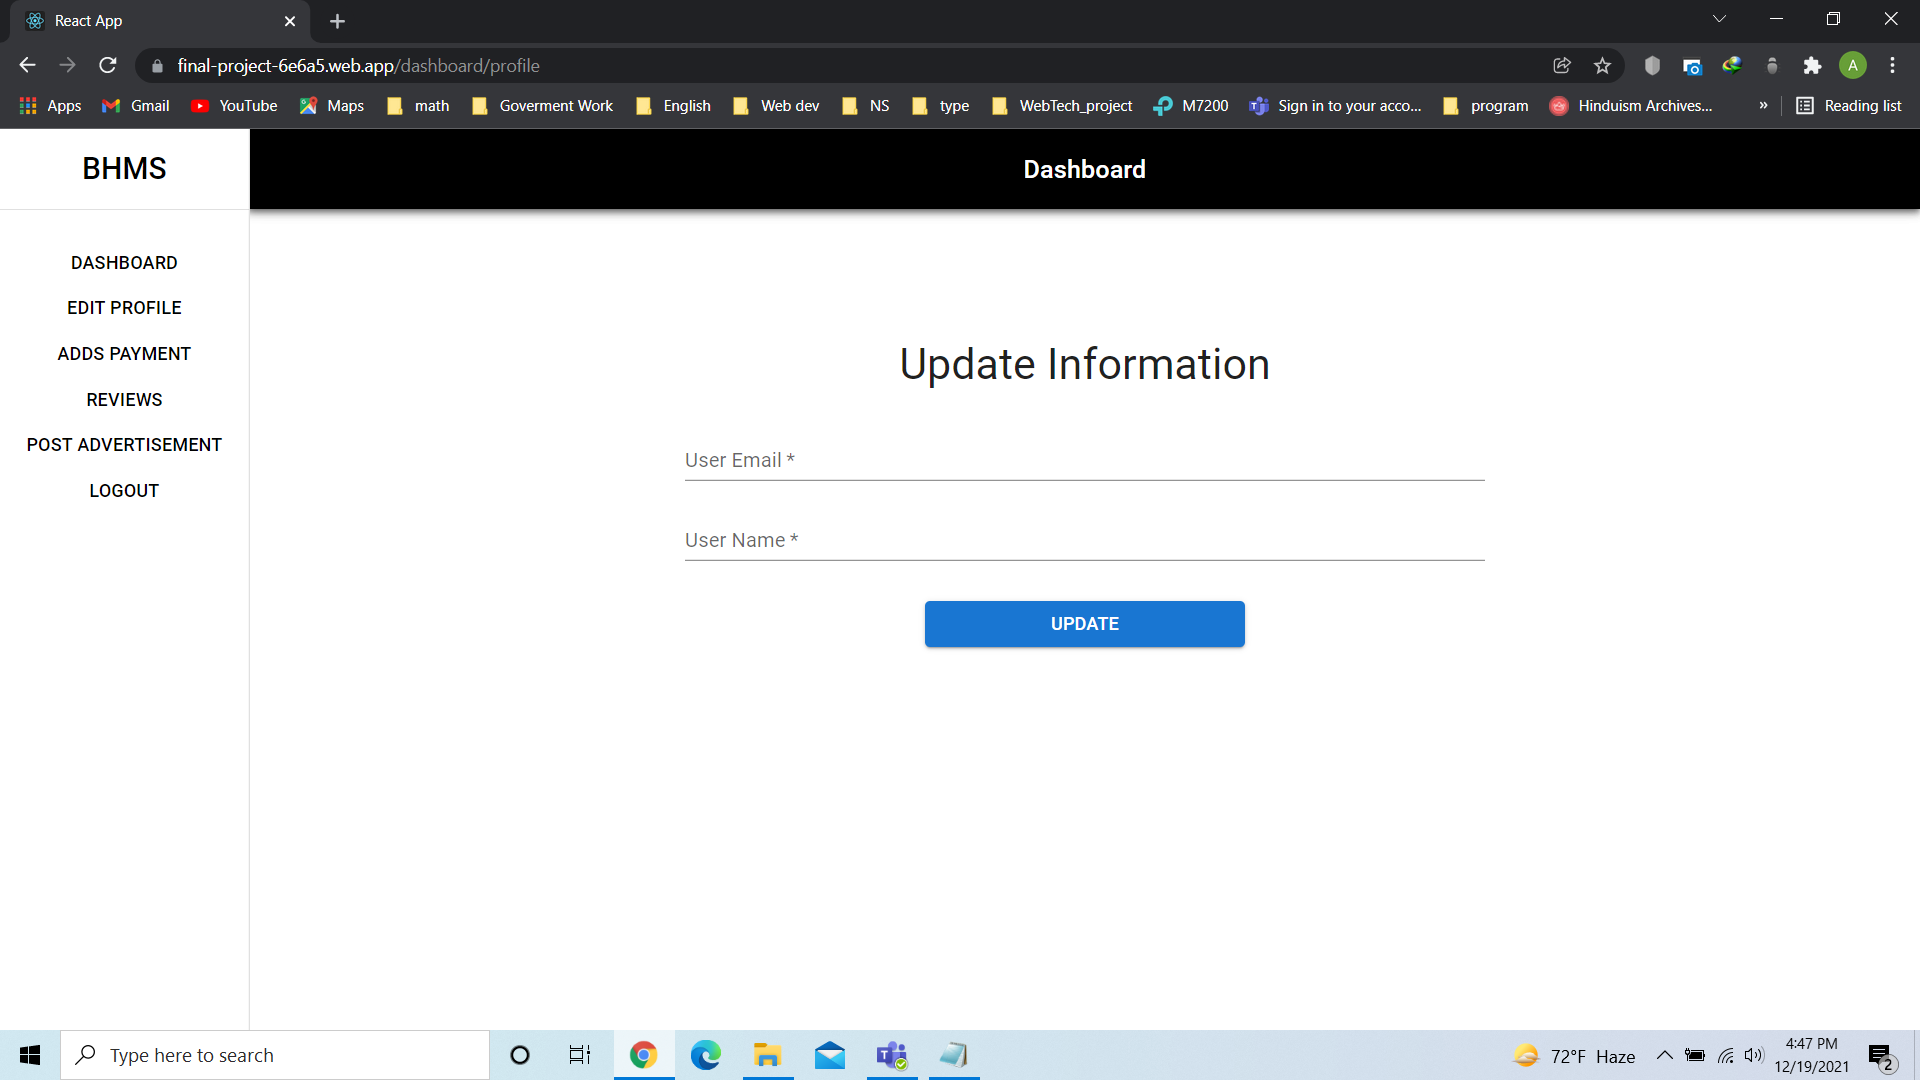 React App
final-project-6e6a5.web.app/dashboard/profile
A
Apps Gmail YouTube Maps math Goverment Work English Web dev NS type WebTech_project M7200 Sign in to your acco... program Hinduism Archives... » Reading list
BHMS
Dashboard
DASHBOARD
EDIT PROFILE
ADDS PAYMENT
REVIEWS
POST ADVERTISEMENT
LOGOUT
Update Information
User Email *
User Name *
UPDATE
Type here to search
72°F Haze
4:47 PM
12/19/2021
2